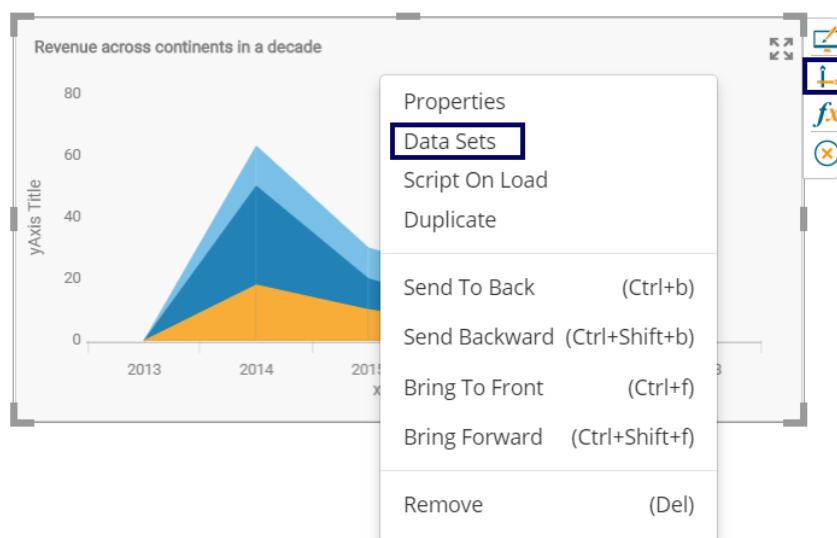 Revenue across continents in a decade
80
60
40
20
0
yAxis Title
2013
2014
Properties
Data Sets
Script On Load
Duplicate
Send To Back (Ctrl+b)
Send Backward (Ctrl+Shift+b)
Bring To Front (Ctrl+f)
Bring Forward (Ctrl+Shift+f)
Remove (Del)
fx